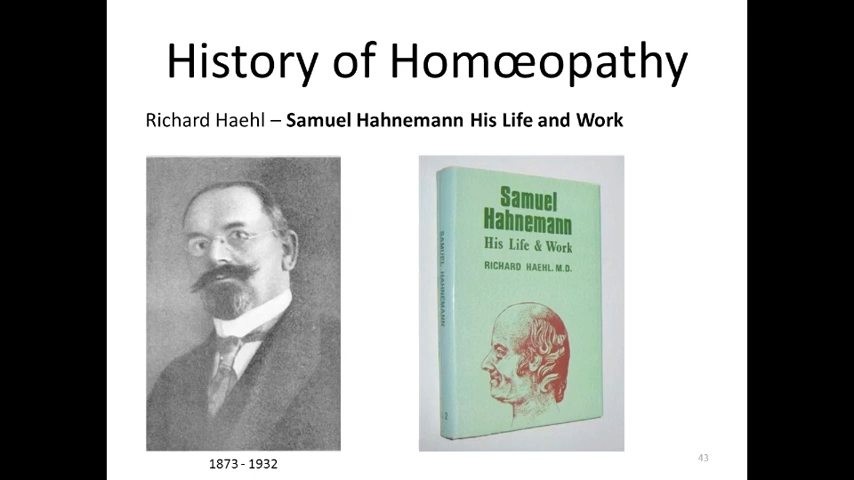 History of Homœopathy
Richard Haehl – Samuel Hahnemann His Life and Work
SAMUEL HAHNEMANN
2
Samuel
Hahnemann
His Life & Work
RICHARD HAEHL. M.D.
1873 - 1932
43